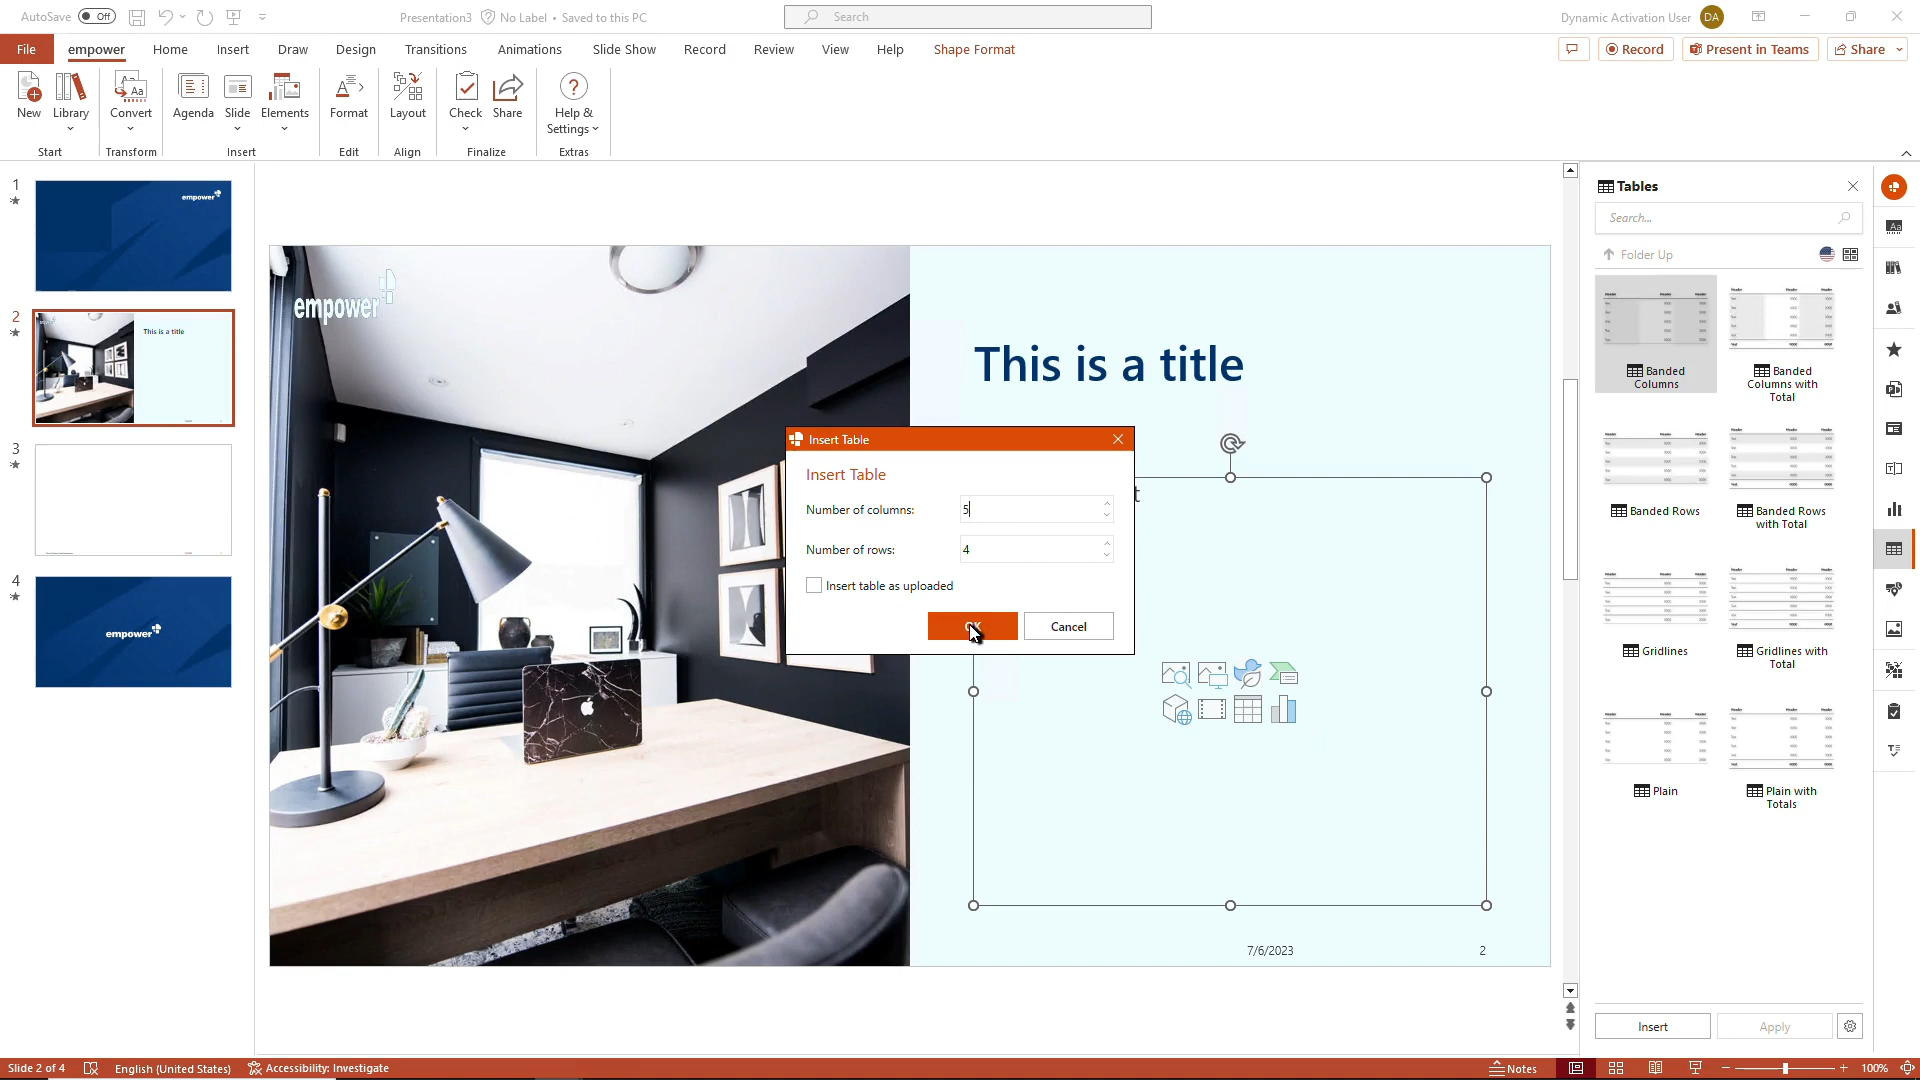 AutoSave Off
Presentation3 No Label • Saved to this PC
Search
Dynamic Activation User DA
File empower Home Insert Draw Design Transitions Animations Slide Show Record Review View Help Shape Format
Record Present in Teams Share
New Library Convert Agenda Slide Elements Format Layout Check Share Help &
Settings
Start Transform Insert Edit Align Finalize Extras
1
empower
2
This is a title
3
4
empower
empower
This is a title
t
7/6/2023 2
Insert Table
Insert Table
Number of columns: 5
Number of rows: 4
Insert table as uploaded
OK Cancel
Tables
Search...
Folder Up
Banded
Columns
Banded
Columns with
Total
Banded Rows
Banded Rows
with Total
Gridlines
Gridlines with
Total
Plain
Plain with
Totals
Insert Apply
Slide 2 of 4 English (United States) Accessibility: Investigate
Notes 100%